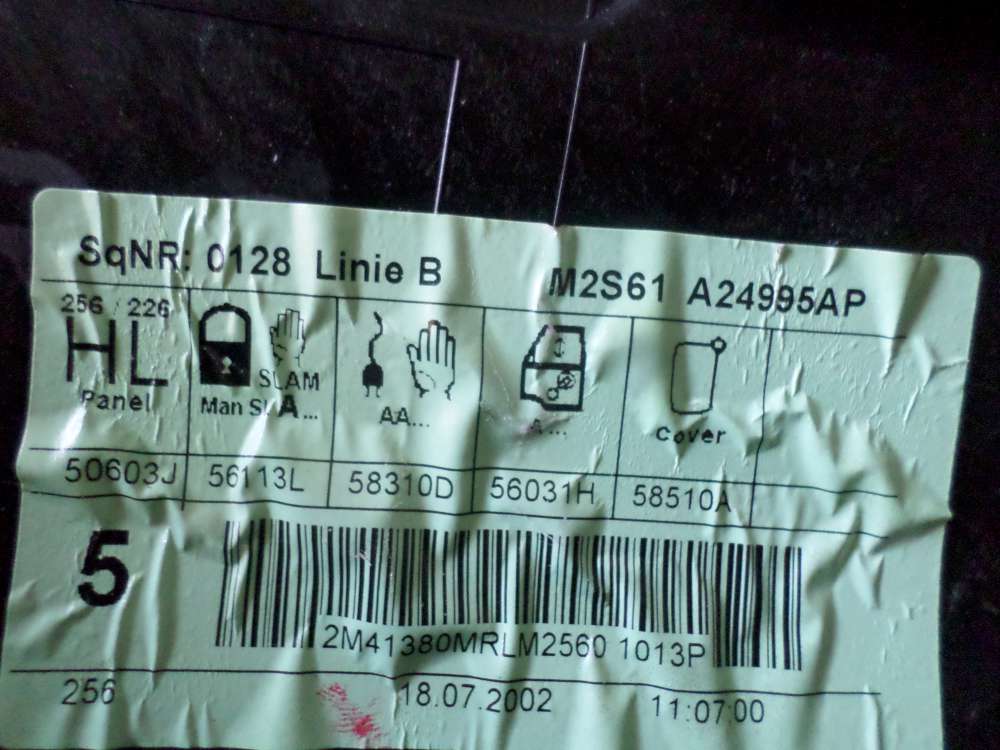 SqNR: 0128 Linie B M2S61 A24995AP
256 / 226
HL
Panel
SLAM
Man SLA...
AA...
A...
Cover
50603J 56113L 58310D 56031H 58510A
5
2M41380MRLM2560 1013P
256 18.07.2002 11:07:00